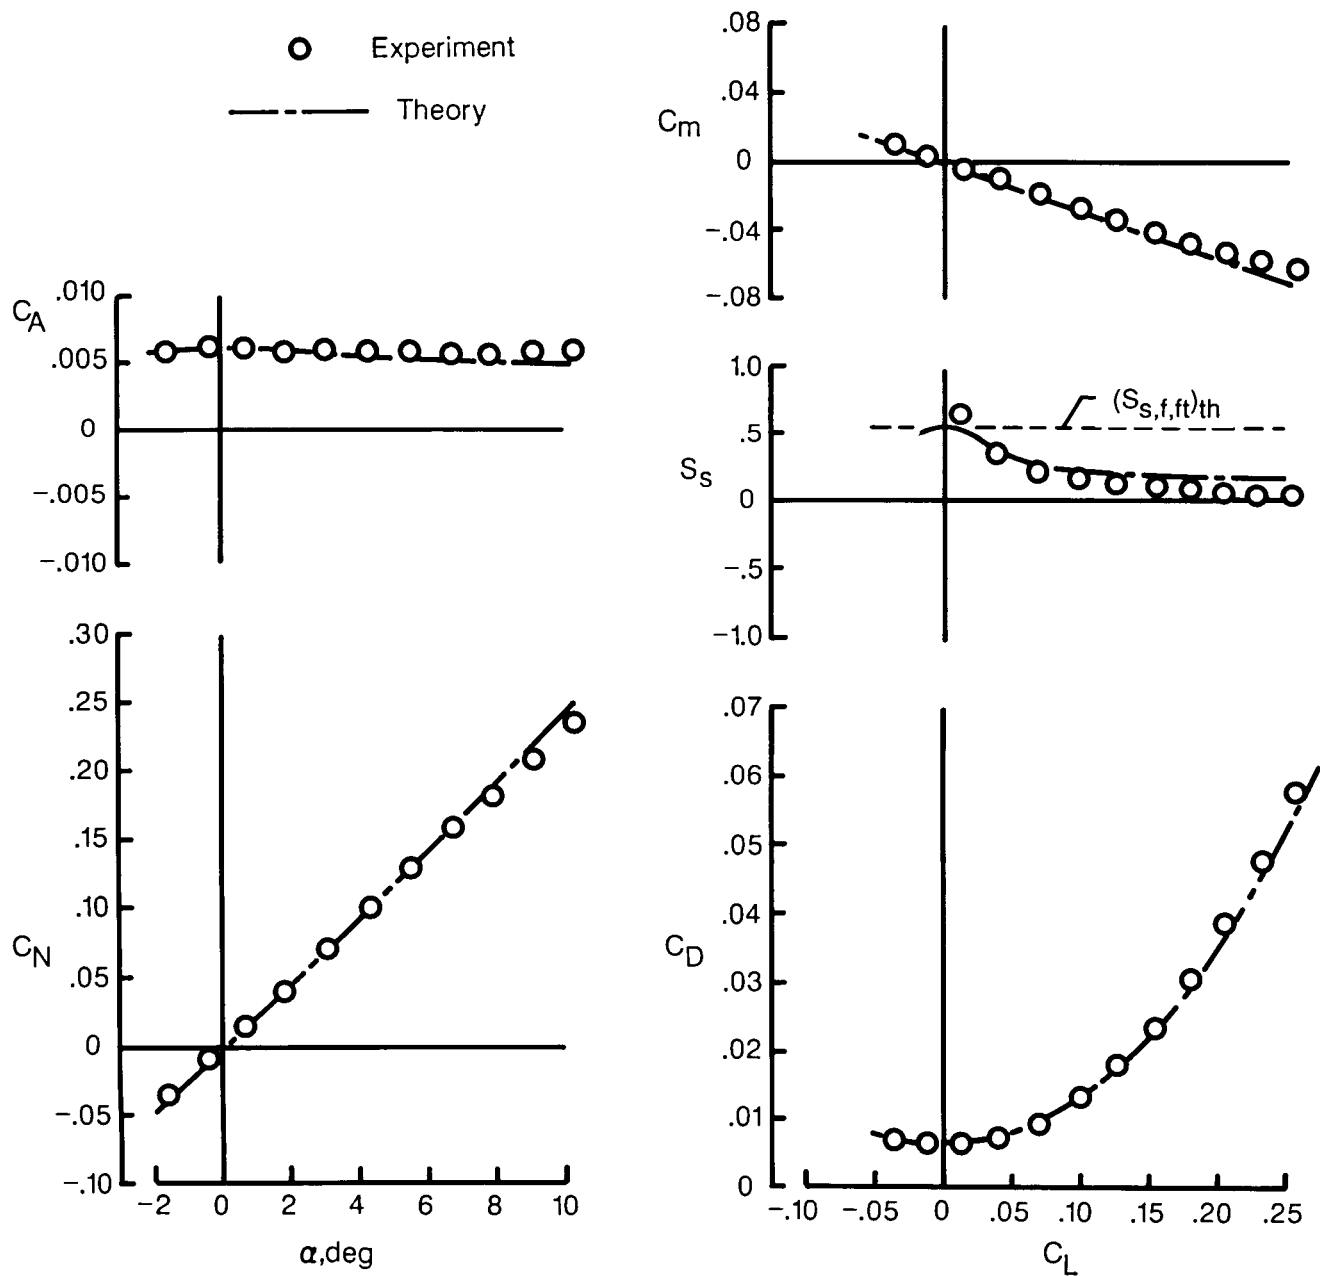 Experiment
Theory
C_A
.010
.005
0
−.005
−.010
C_N
.30
.25
.20
.15
.10
.05
0
−.05
−.10
−2 0 2 4 6 8 10
α,deg
C_m
.08
.04
0
−.04
−.08
S_s
1.0
.5
0
−.5
−1.0
(S_s,f,ft)_th
C_D
.07
.06
.05
.04
.03
.02
.01
0
−.10 −.05 0 .05 .10 .15 .20 .25
C_L